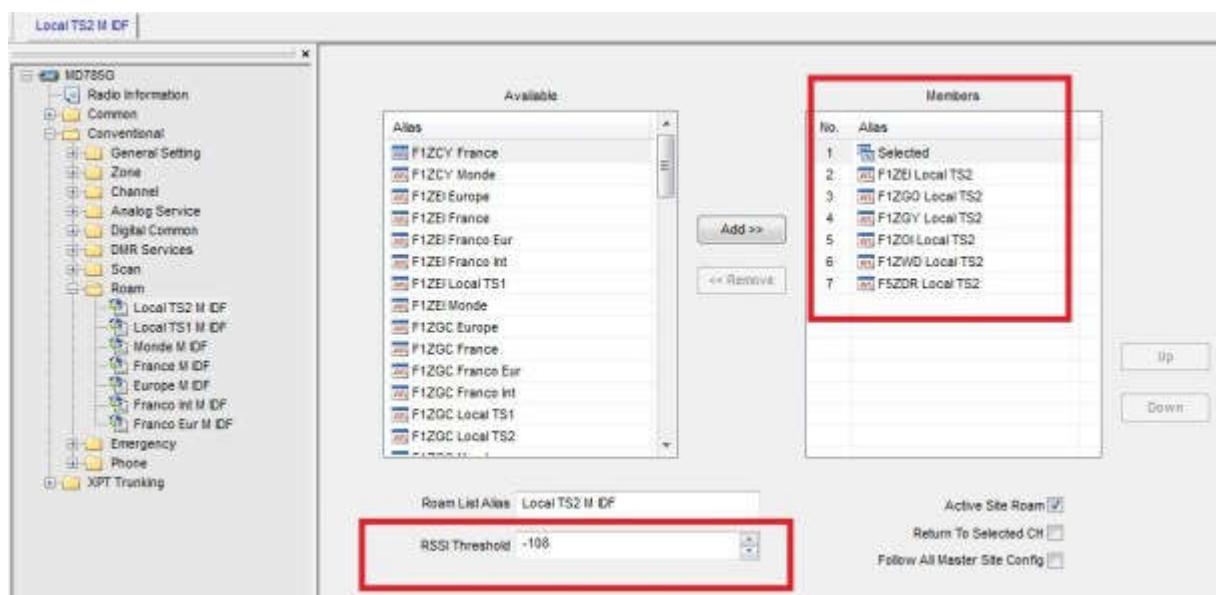 Local TS2 M IDF
MD785G
Radio Information
Common
Conventional
General Setting
Zone
Channel
Analog Service
Digital Common
DMR Services
Scan
Roam
Local TS2 M IDF
Local TS1 M IDF
Monde M IDF
France M IDF
Europe M IDF
Franco Int M IDF
Franco Eur M IDF
Emergency
Phone
XPT Trunking
Available
Alias
F1ZCY France
F1ZCY Monde
F1ZEI Europe
F1ZEI France
F1ZEI Franco Eur
F1ZEI Franco Int
F1ZEI Local TS1
F1ZEI Monde
F1ZGC Europe
F1ZGC France
F1ZGC Franco Eur
F1ZGC Franco Int
F1ZGC Local TS1
F1ZGC Local TS2
Add >>
<< Remove
Members
No. Alias
1 Selected
2 F1ZEI Local TS2
3 F1ZGO Local TS2
4 F1ZGY Local TS2
5 F1ZOI Local TS2
6 F1ZWD Local TS2
7 F5ZDR Local TS2
Up
Down
Roam List Alias Local TS2 M IDF
RSSI Threshold -108
Active Site Roam
Return To Selected CH
Follow All Master Site Config